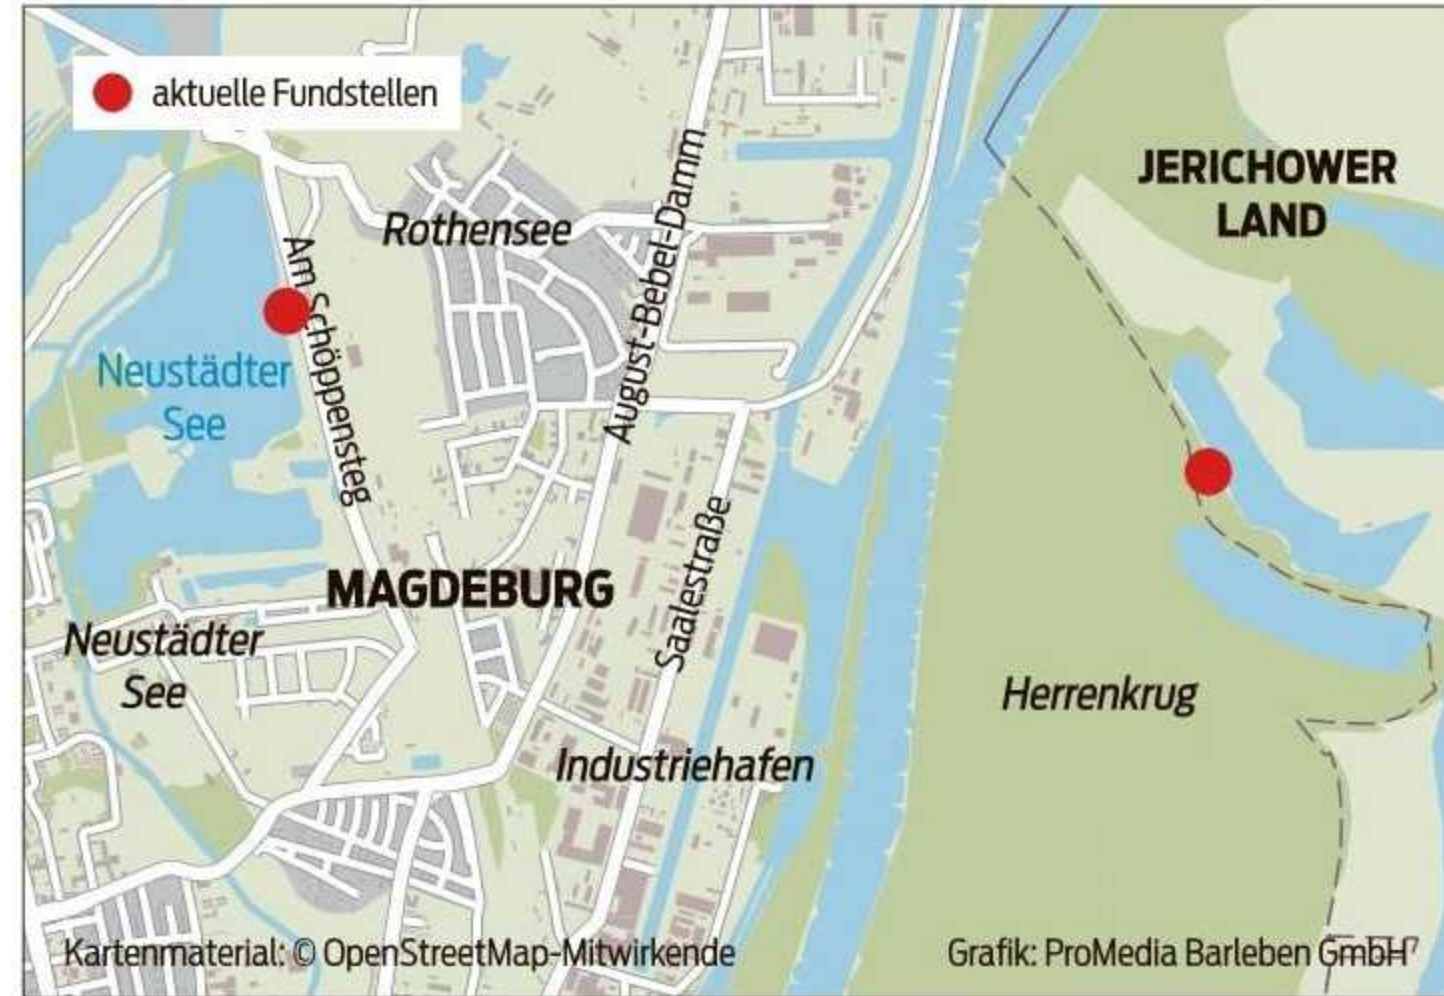 aktuelle Fundstellen
JERICHOWER
LAND
Rothensee
August-Bebel-Damm
Am Schöppensteg
Neustädter
See
MAGDEBURG
Saalestraße
Neustädter
See
Herrenkrug
Industriehafen
Kartenmaterial: © OpenStreetMap-Mitwirkende
Grafik: ProMedia Barleben GmbH